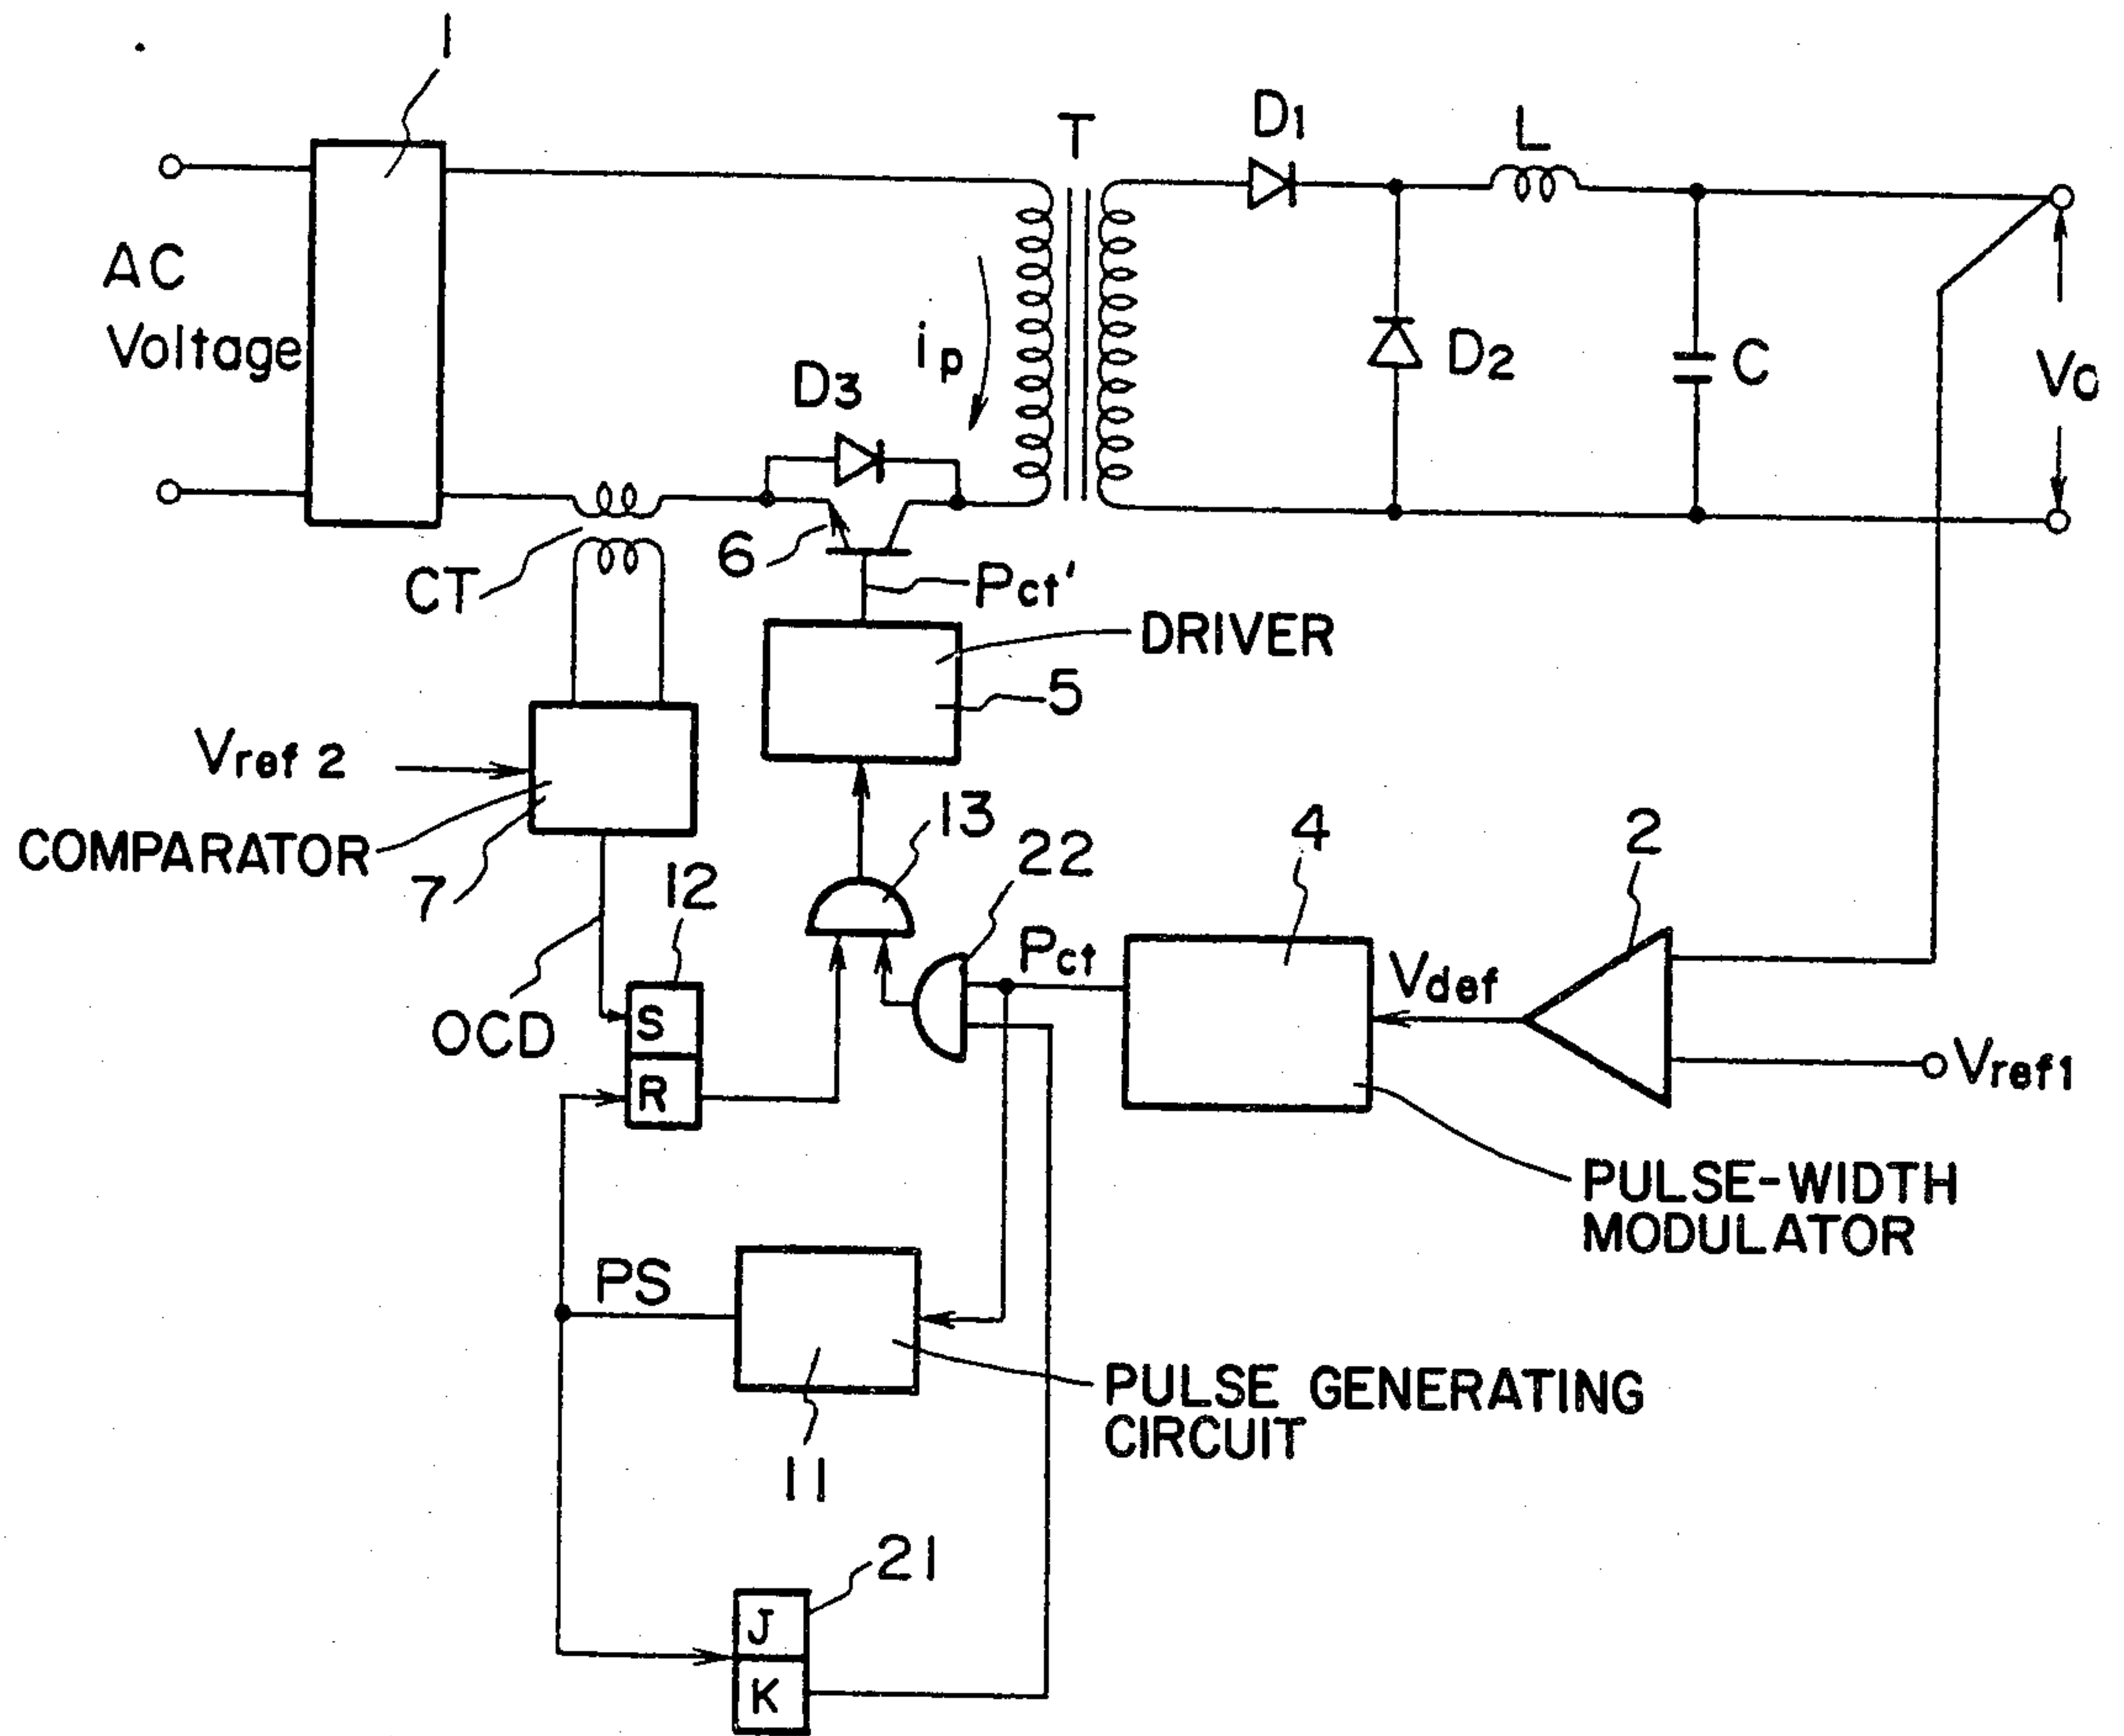 1
T
D1
L
AC
Voltage
ip
D3
D2
C
Vo
6
CT
Pct'
DRIVER
5
Vref 2
COMPARATOR
7
13
22
4
2
12
Pct
Vdef
OCD
S
R
Vref1
PULSE-WIDTH
MODULATOR
PS
PULSE GENERATING
CIRCUIT
11
21
J
K